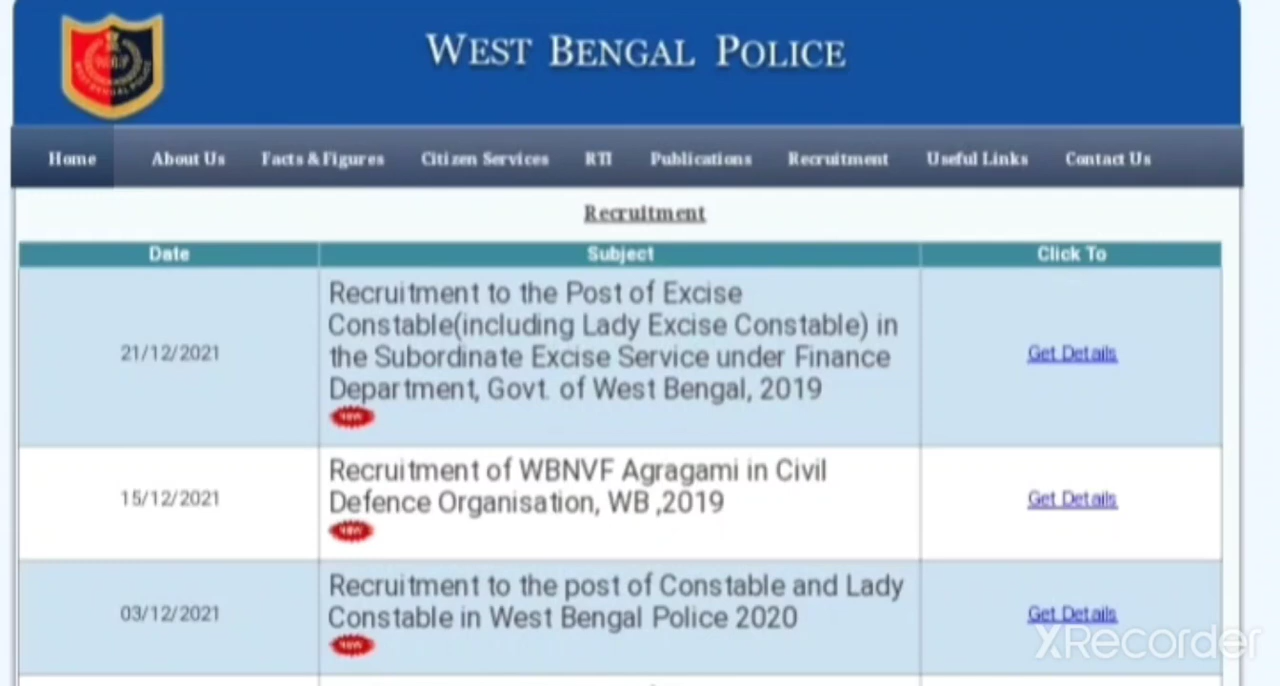 WEST BENGAL POLICE
Home About Us Facts & Figures Citizen Services RTI Publications Recruitment Useful Links Contact Us
Recruitment
Date Subject Click To
Recruitment to the Post of Excise
Constable(including Lady Excise Constable) in
21/12/2021 the Subordinate Excise Service under Finance Get Details
Department, Govt. of West Bengal, 2019
NEW
Recruitment of WBNVF Agragami in Civil
15/12/2021 Defence Organisation, WB ,2019 Get Details
NEW
Recruitment to the post of Constable and Lady
03/12/2021 Constable in West Bengal Police 2020 Get Details
NEW
XRecorder